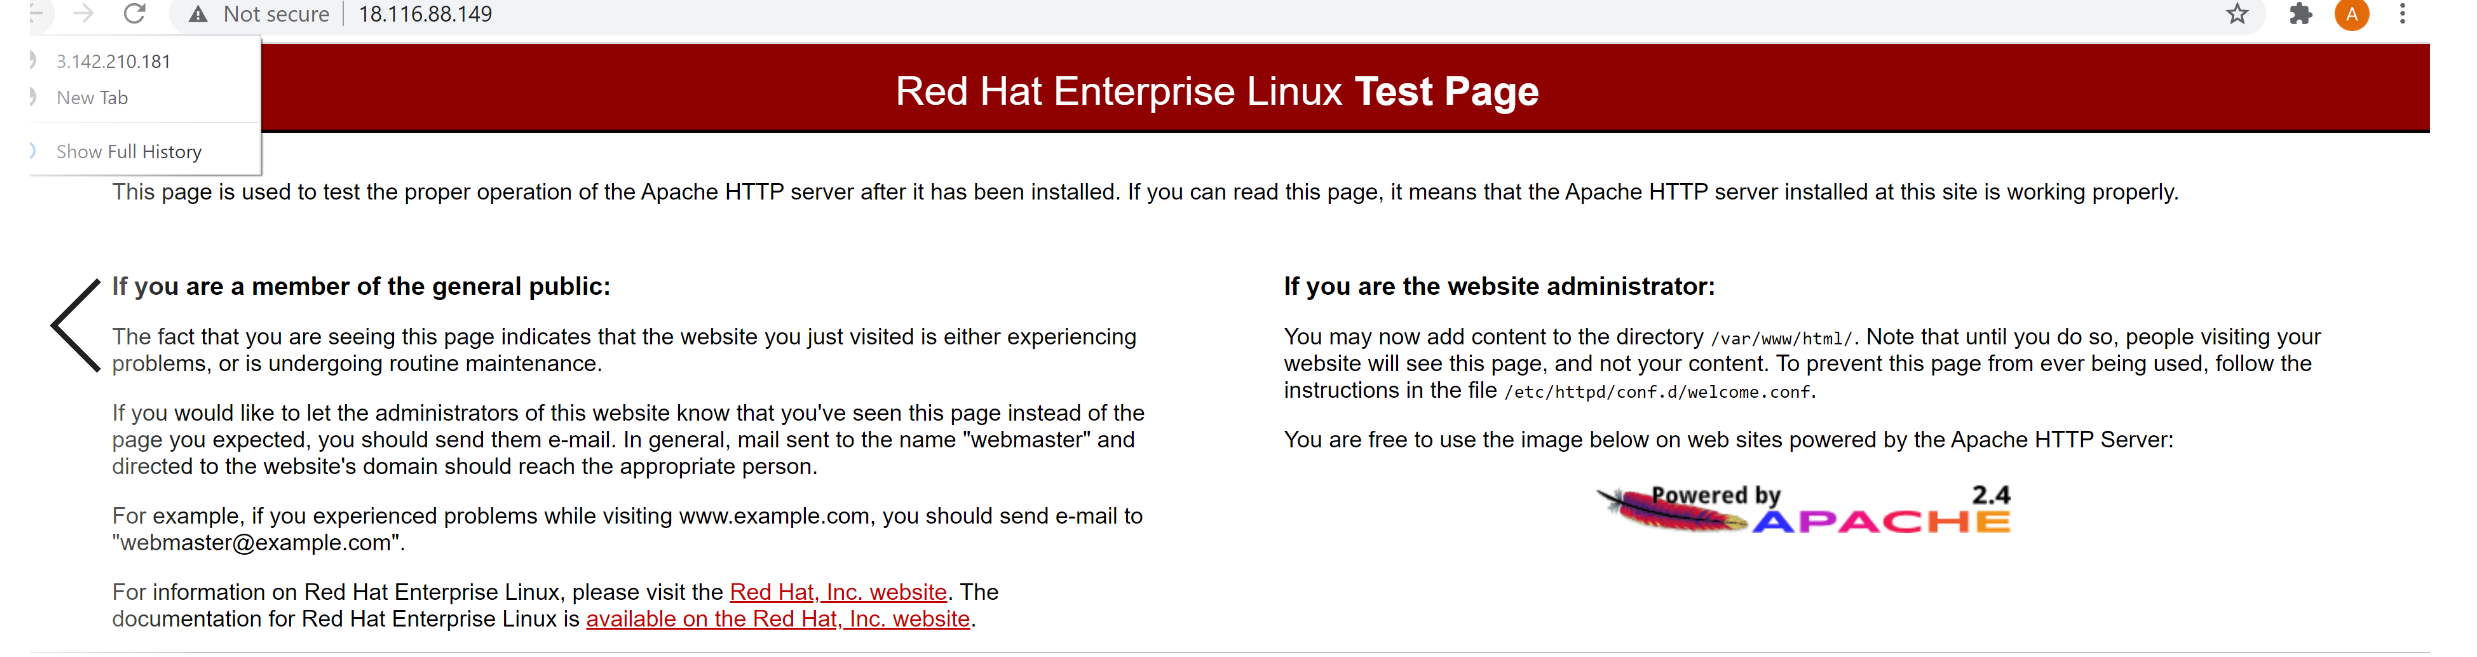 Not secure 18.116.88.149
A
3.142.210.181
New Tab
Show Full History
Red Hat Enterprise Linux Test Page
This page is used to test the proper operation of the Apache HTTP server after it has been installed. If you can read this page, it means that the Apache HTTP server installed at this site is working properly.
If you are a member of the general public:
The fact that you are seeing this page indicates that the website you just visited is either experiencing
problems, or is undergoing routine maintenance.
If you would like to let the administrators of this website know that you've seen this page instead of the
page you expected, you should send them e-mail. In general, mail sent to the name "webmaster" and
directed to the website's domain should reach the appropriate person.
For example, if you experienced problems while visiting www.example.com, you should send e-mail to
"webmaster@example.com".
For information on Red Hat Enterprise Linux, please visit the Red Hat, Inc. website. The
documentation for Red Hat Enterprise Linux is available on the Red Hat, Inc. website.
If you are the website administrator:
You may now add content to the directory /var/www/html/. Note that until you do so, people visiting your
website will see this page, and not your content. To prevent this page from ever being used, follow the
instructions in the file /etc/httpd/conf.d/welcome.conf.
You are free to use the image below on web sites powered by the Apache HTTP Server:
Powered by 2.4
APACHE